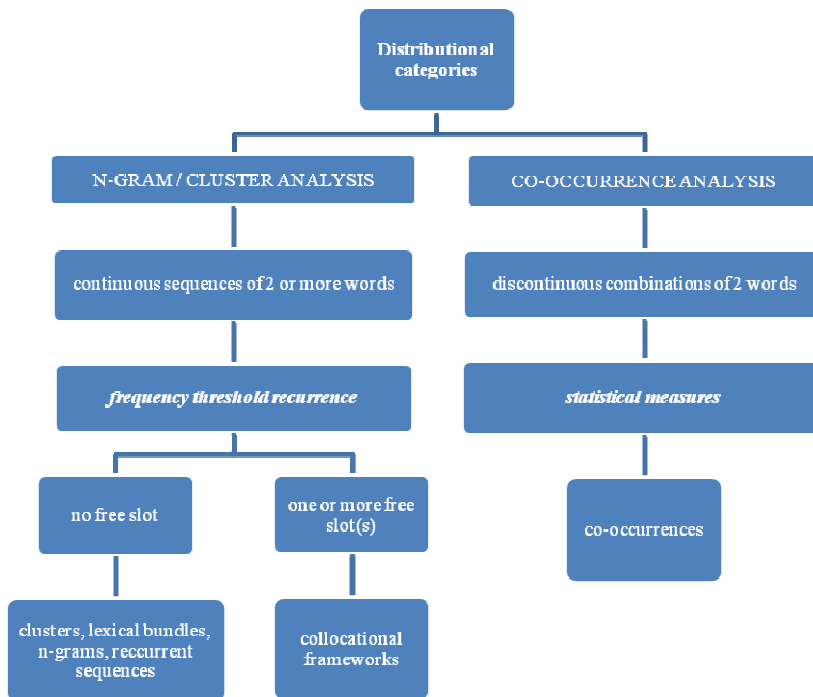 Distributional
categories
N-GRAM / CLUSTER ANALYSIS
CO-OCCURRENCE ANALYSIS
continuous sequences of 2 or more words
discontinuous combinations of 2 words
frequency threshold recurrence
statistical measures
no free slot
one or more free
slot(s)
co-occurrences
clusters, lexical bundles,
n-grams, reccurrent
sequences
collocational
frameworks